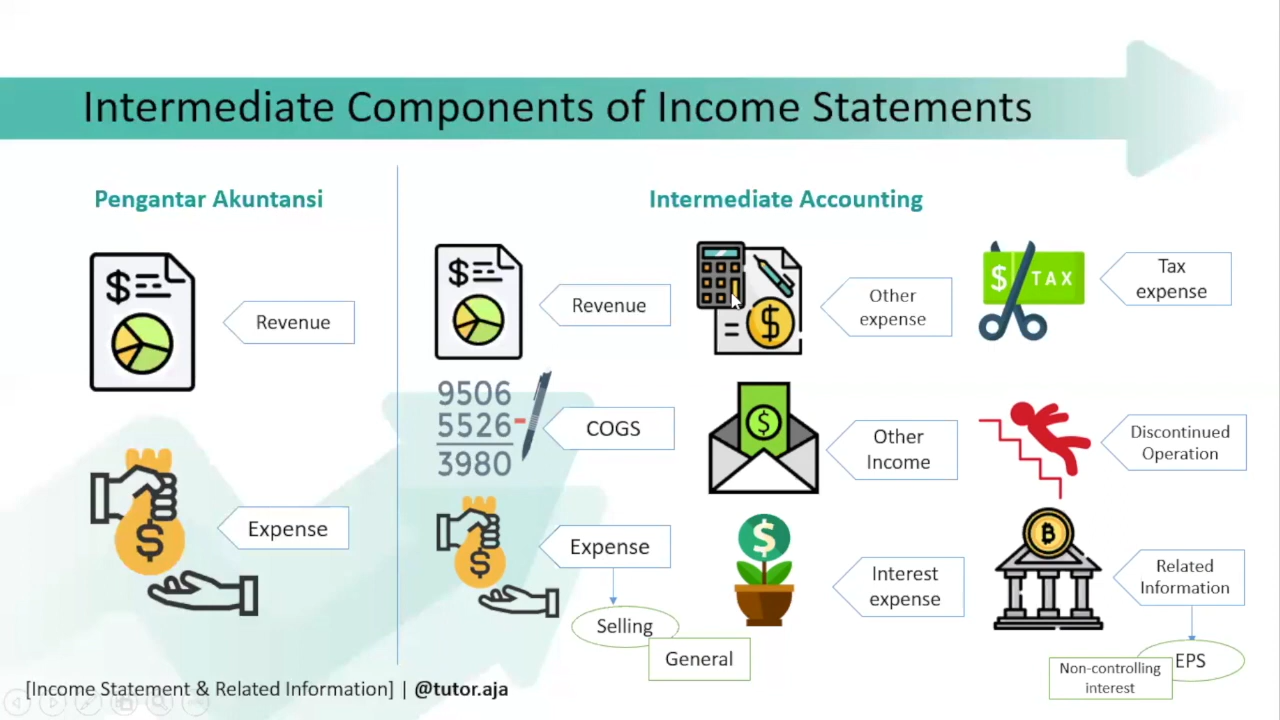 Intermediate Components of Income Statements
Pengantar Akuntansi
Revenue
Expense
Intermediate Accounting
Revenue
9506
5526
3980
COGS
Expense
Selling
General
Other
expense
Other
Income
Interest
expense
TAX
Tax
expense
Discontinued
Operation
Related
Information
EPS
Non-controlling
interest
[Income Statement & Related Information] | @tutor.aja